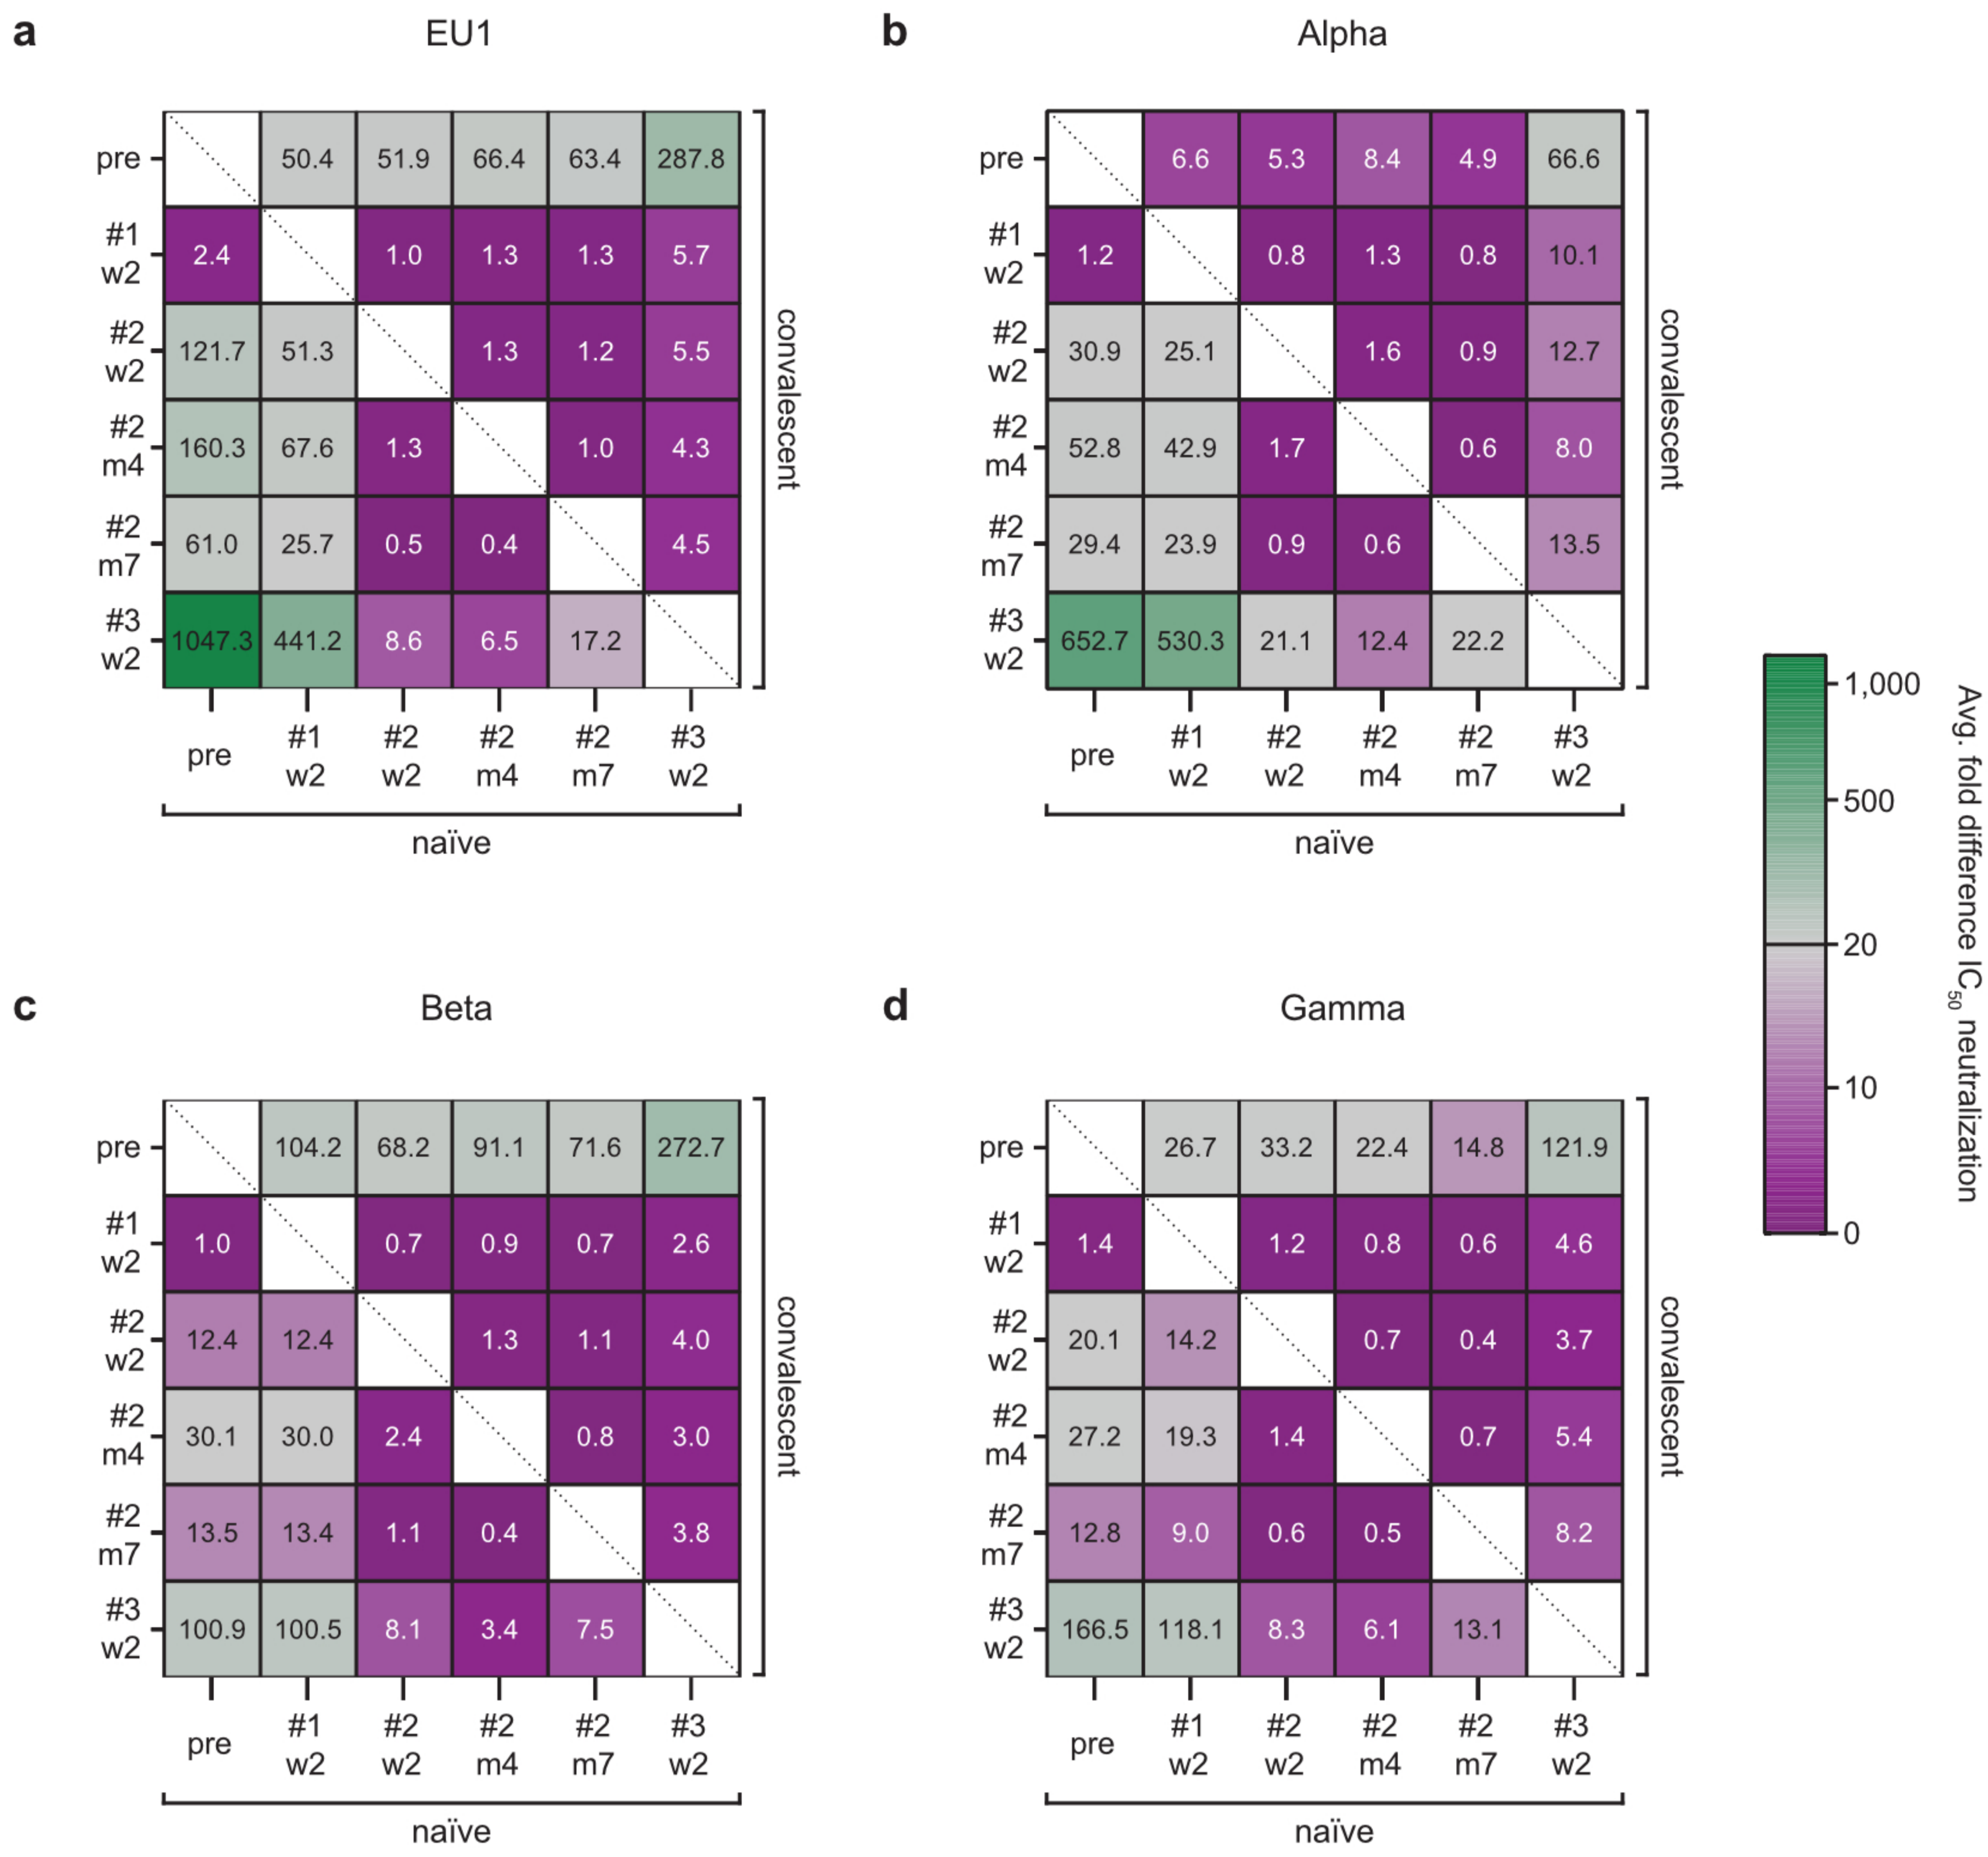 a
EU1
pre
50.4 51.9 66.4 63.4 287.8
#1
w2
2.4 1.0 1.3 1.3 5.7
#2
w2
121.7 51.3 1.3 1.2 5.5
#2
m4
160.3 67.6 1.3 1.0 4.3
#2
m7
61.0 25.7 0.5 0.4 4.5
#3
w2
1047.3 441.2 8.6 6.5 17.2
convalescent
pre #1 #2 #2 #2 #3
w2 w2 m4 m7 w2
naïve
b
Alpha
pre
6.6 5.3 8.4 4.9 66.6
#1
w2
1.2 0.8 1.3 0.8 10.1
#2
w2
30.9 25.1 1.6 0.9 12.7
#2
m4
52.8 42.9 1.7 0.6 8.0
#2
m7
29.4 23.9 0.9 0.6 13.5
#3
w2
652.7 530.3 21.1 12.4 22.2
convalescent
pre #1 #2 #2 #2 #3
w2 w2 m4 m7 w2
naïve
c
Beta
pre
104.2 68.2 91.1 71.6 272.7
#1
w2
1.0 0.7 0.9 0.7 2.6
#2
w2
12.4 12.4 1.3 1.1 4.0
#2
m4
30.1 30.0 2.4 0.8 3.0
#2
m7
13.5 13.4 1.1 0.4 3.8
#3
w2
100.9 100.5 8.1 3.4 7.5
convalescent
pre #1 #2 #2 #2 #3
w2 w2 m4 m7 w2
naïve
d
Gamma
pre
26.7 33.2 22.4 14.8 121.9
#1
w2
1.4 1.2 0.8 0.6 4.6
#2
w2
20.1 14.2 0.7 0.4 3.7
#2
m4
27.2 19.3 1.4 0.7 5.4
#2
m7
12.8 9.0 0.6 0.5 8.2
#3
w2
166.5 118.1 8.3 6.1 13.1
convalescent
pre #1 #2 #2 #2 #3
w2 w2 m4 m7 w2
naïve
1,000
500
20
10
0
Avg. fold difference IC50 neutralization